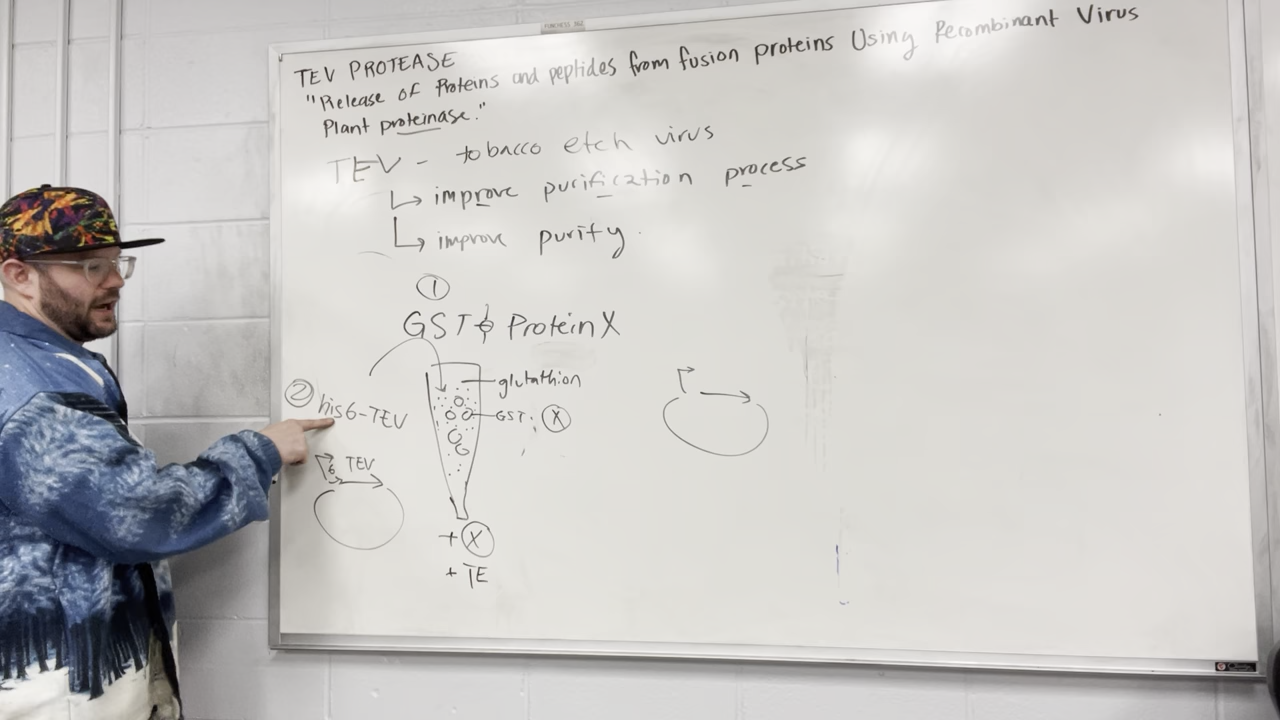 TEV PROTEASE
"Release of Proteins and peptides from fusion proteins Using Recombinant Virus
Plant proteinase."
TEV - tobacco etch virus
improve purification process
improve purity
1
GST Protein X
glutathion
2
his6-TEV
GST X
6 TEV
+ X
+ TE